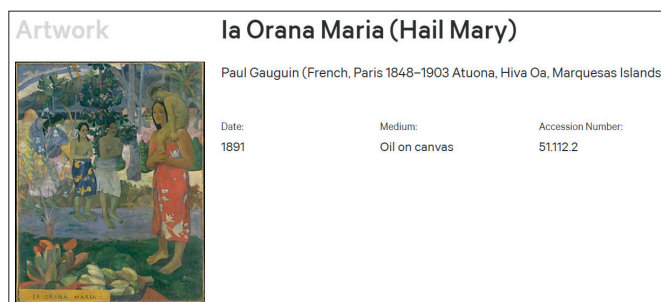 Artwork
Ia Orana Maria (Hail Mary)
Paul Gauguin (French, Paris 1848–1903 Atuona, Hiva Oa, Marquesas Islands
Date:
Medium:
Accession Number:
1891
Oil on canvas
51.112.2
IA ORANA MARIA